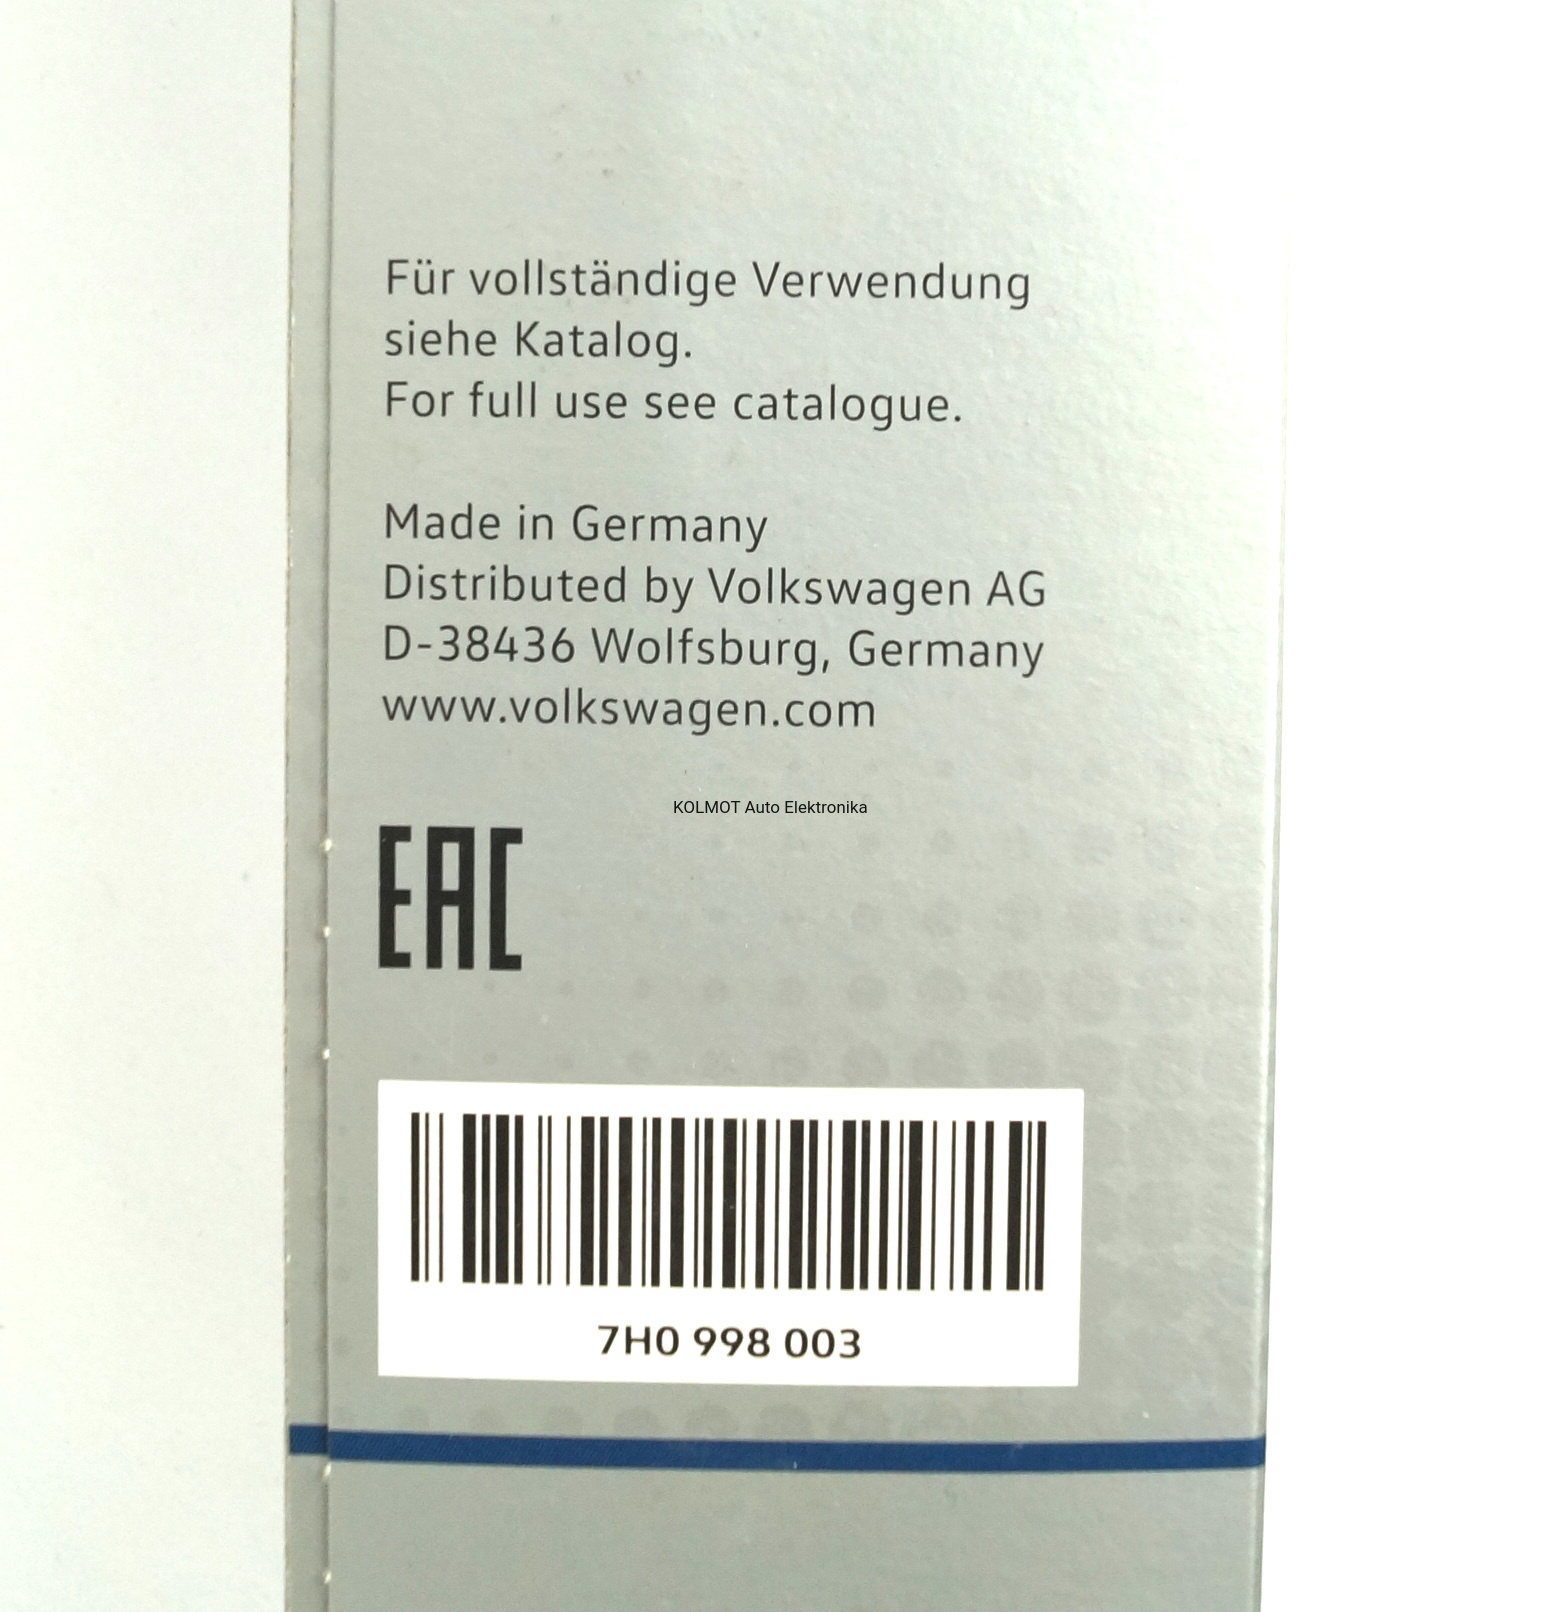 Für vollständige Verwendung
siehe Katalog.
For full use see catalogue.
Made in Germany
Distributed by Volkswagen AG
D-38436 Wolfsburg, Germany
www.volkswagen.com
KOLMOT Auto Elektronika
EAC
7H0 998 003